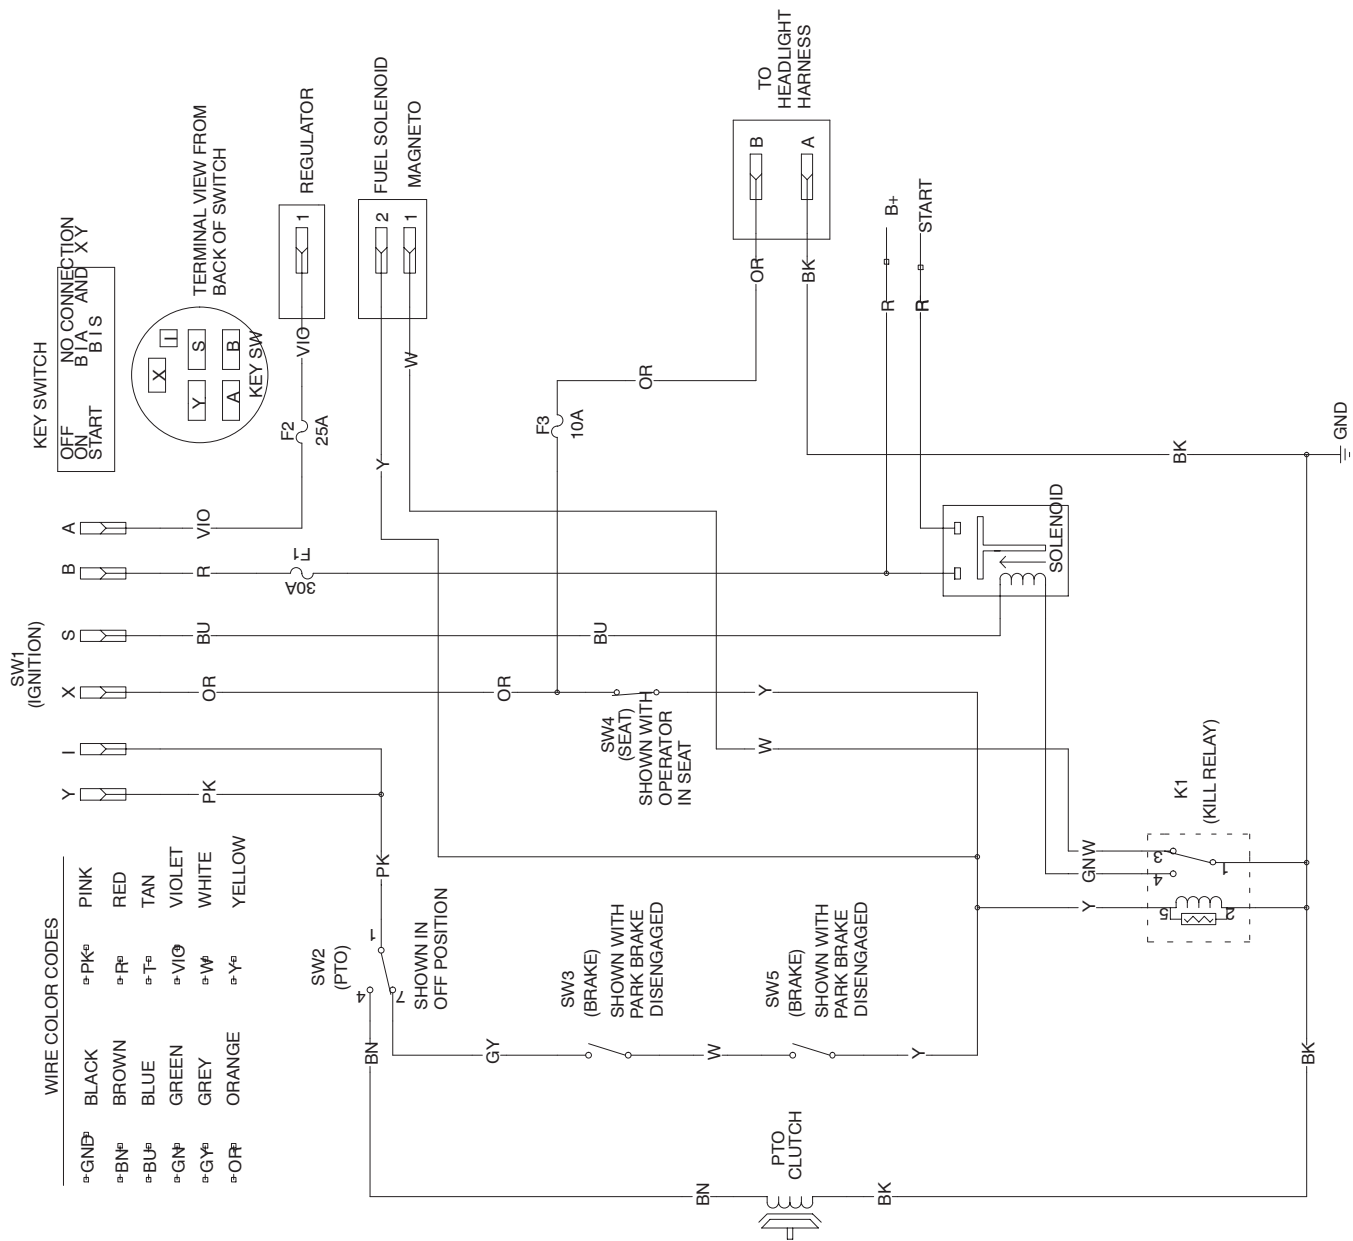 SW1
(IGNITION)
Y
I
X
S
B
A
KEY SWITCH
OFF NO CONNECTION
ON B I A AND X Y
START B I S
X
I
Y
S
A
B
KEY SW
TERMINAL VIEW FROM
BACK OF SWITCH
REGULATOR
1
FUEL SOLENOID
MAGNETO
2
1
TO
HEADLIGHT
HARNESS
B
A
VIO
VIO
F2
25A
R
F1
30A
BU
BU
OR
OR
PK
PK
Y
W
F3
10A
OR
OR
BK
B+
START
R
R
BK
GND
SOLENOID
SW4
(SEAT)
SHOWN WITH
OPERATOR
IN SEAT
Y
W
K1
(KILL RELAY)
W
GN
3
4
1
5
2
Y
WIRE COLOR CODES
GND BLACK PK PINK
BN BROWN R RED
BU BLUE T TAN
GN GREEN VIO VIOLET
GY GREY W WHITE
OR ORANGE Y YELLOW
SW2
(PTO)
1
4
7
SHOWN IN
OFF POSITION
BN
GY
SW3
(BRAKE)
SHOWN WITH
PARK BRAKE
DISENGAGED
W
SW5
(BRAKE)
SHOWN WITH
PARK BRAKE
DISENGAGED
Y
BK
PTO
CLUTCH
BN
BK